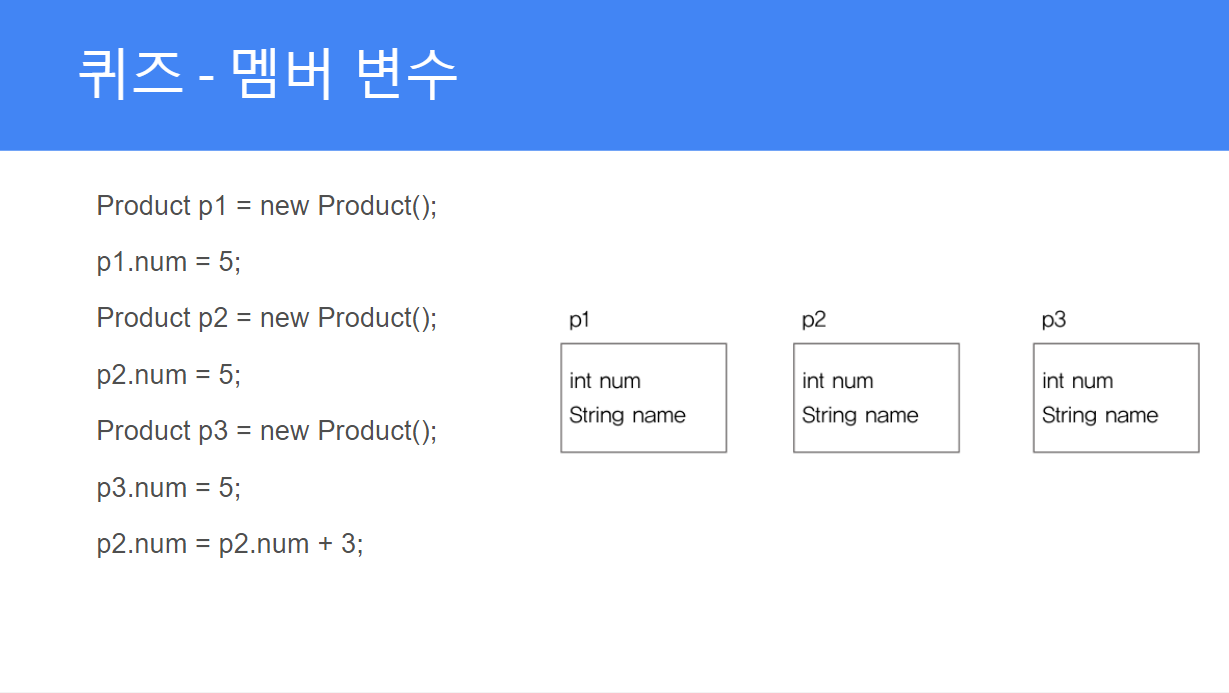 퀴즈 - 멤버 변수
Product p1 = new Product();
p1.num = 5;
Product p2 = new Product();
p2.num = 5;
Product p3 = new Product();
p3.num = 5;
p2.num = p2.num + 3;
p1
int num
String name
p2
int num
String name
p3
int num
String name